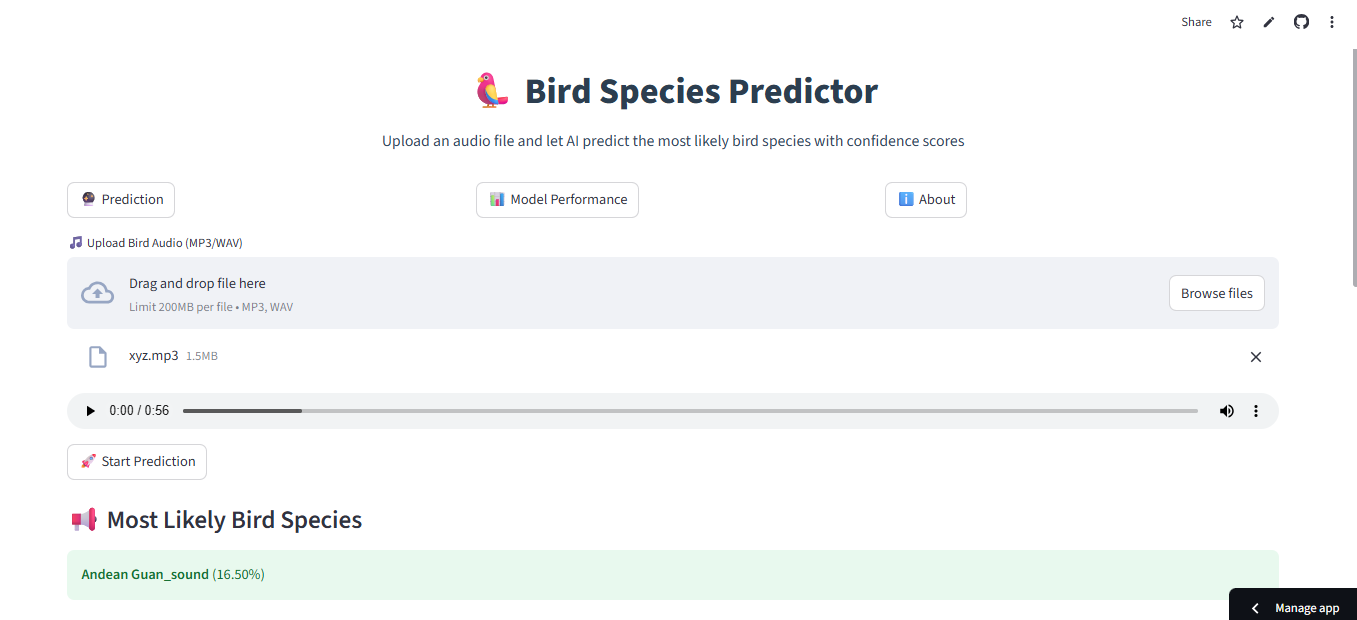 Share
Bird Species Predictor
Upload an audio file and let AI predict the most likely bird species with confidence scores
Prediction
Model Performance
About
Upload Bird Audio (MP3/WAV)
Drag and drop file here
Limit 200MB per file • MP3, WAV
Browse files
xyz.mp3 1.5MB
0:00 / 0:56
Start Prediction
Most Likely Bird Species
Andean Guan_sound (16.50%)
Manage app